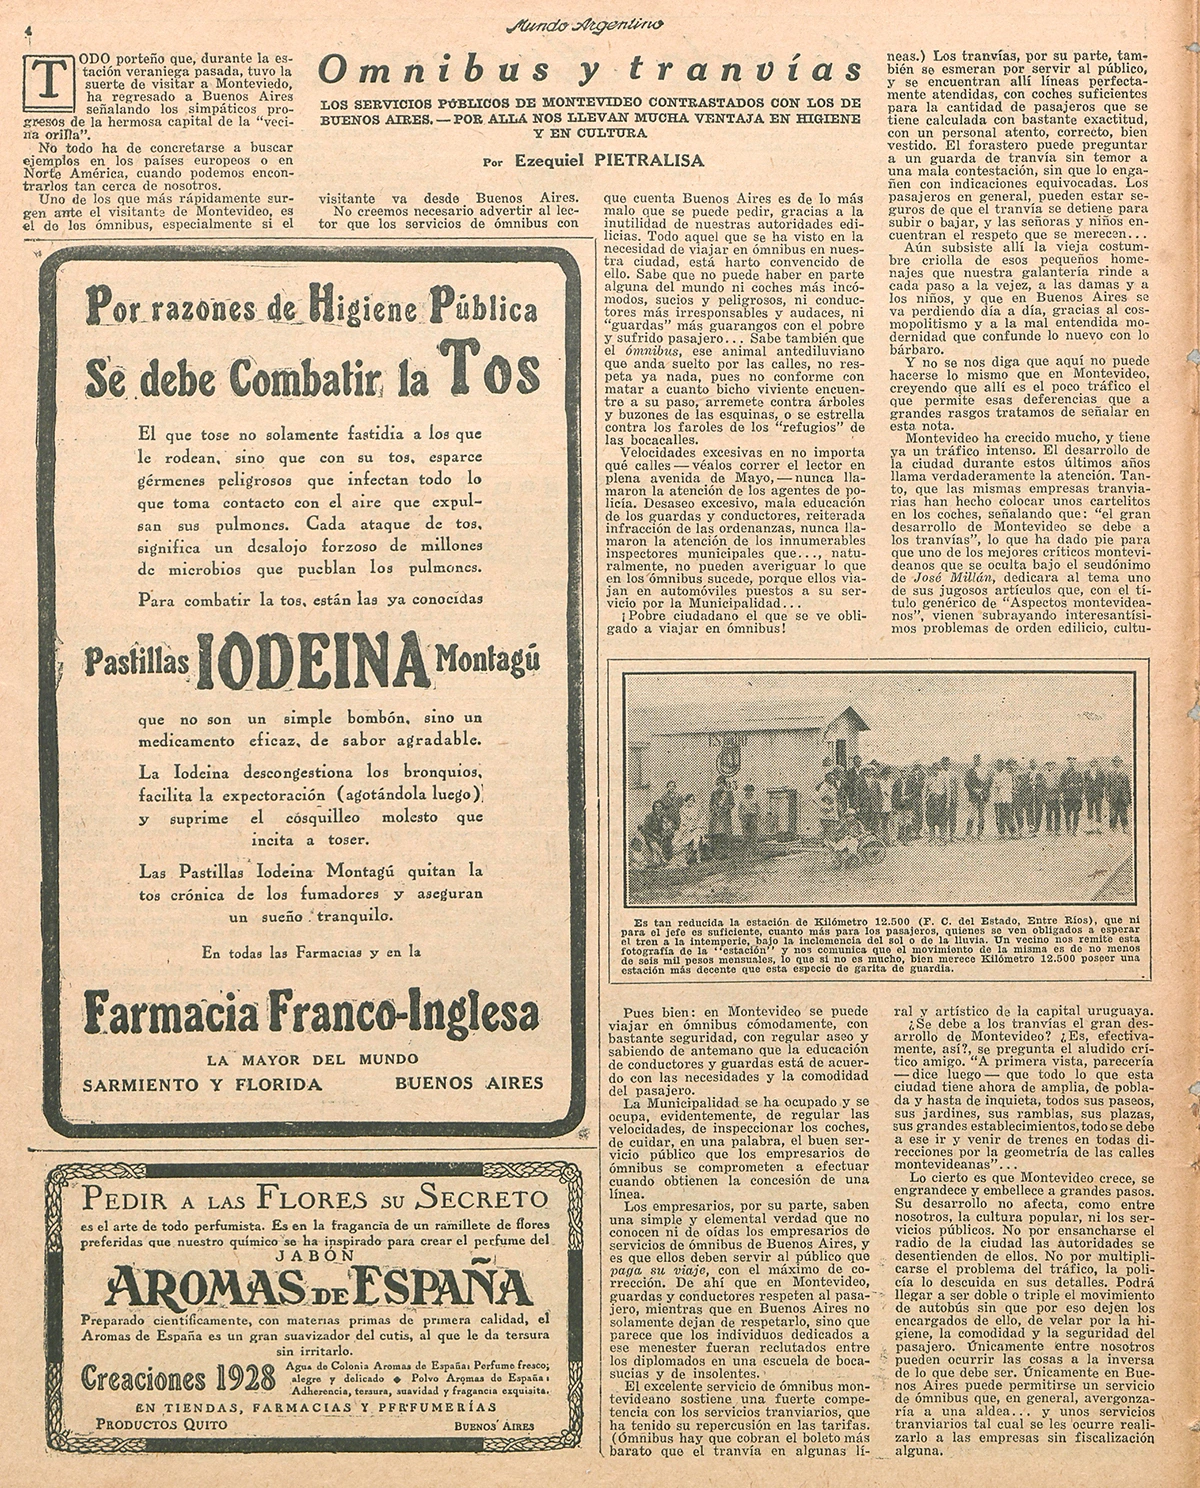 4
Mundo Argentino
TODO porteño que, durante la es-
tación veraniega pasada, tuvo la
suerte de visitar a Monteviedo,
ha regresado a Buenos Aires
señalando los simpáticos pro-
gresos de la hermosa capital de la "veci-
na orilla".
No todo ha de concretarse a buscar
ejemplos en los países europeos o en
Norte América, cuando podemos encon-
trarlos tan cerca de nosotros.
Uno de los que más rápidamente sur-
gen ante el visitante de Montevideo, es
el de los ómnibus, especialmente si el
Omnibus y tranvías
LOS SERVICIOS PÚBLICOS DE MONTEVIDEO CONTRASTADOS CON LOS DE
BUENOS AIRES. — POR ALLÁ NOS LLEVAN MUCHA VENTAJA EN HIGIENE
Y EN CULTURA
Por Ezequiel PIETRALISA
visitante va desde Buenos Aires.
No creemos necesario advertir al lec-
tor que los servicios de ómnibus con
que cuenta Buenos Aires es de lo más
malo que se puede pedir, gracias a la
inutilidad de nuestras autoridades edi-
licias. Todo aquel que se ha visto en la
necesidad de viajar en ómnibus en nues-
tra ciudad, está harto convencido de
ello. Sabe que no puede haber en parte
alguna del mundo ni coches más incó-
modos, sucios y peligrosos, ni conduc-
tores más irresponsables y audaces, ni
"guardas" más guarangos con el pobre
y sufrido pasajero... Sabe también que
el ómnibus, ese animal antediluviano
que anda suelto por las calles, no res-
peta ya nada, pues no conforme con
matar a cuanto bicho viviente encuen-
tre a su paso, arremete contra árboles
y buzones de las esquinas, o se estrella
contra los faroles de los "refugios" de
las bocacalles.
Velocidades excesivas en no importa
qué calles — véalos correr el lector en
plena avenida de Mayo, — nunca lla-
maron la atención de los agentes de po-
licía. Desaseo excesivo, mala educación
de los guardas y conductores, reiterada
infracción de las ordenanzas, nunca lla-
maron la atención de los innumerables
inspectores municipales que..., natu-
ralmente, no pueden averiguar lo que
en los ómnibus sucede, porque ellos via-
jan en automóviles puestos a su ser-
vicio por la Municipalidad...
¡Pobre ciudadano el que se ve obli-
gado a viajar en ómnibus!
Pues bien: en Montevideo se puede
viajar en ómnibus cómodamente, con
bastante seguridad, con regular aseo y
sabiendo de antemano que la educación
de conductores y guardas está de acuer-
do con las necesidades y la comodidad
del pasajero.
La Municipalidad se ha ocupado y se
ocupa, evidentemente, de regular las
velocidades, de inspeccionar los coches,
de cuidar, en una palabra, el buen ser-
vicio público que los empresarios de
ómnibus se comprometen a efectuar
cuando obtienen la concesión de una
línea.
Los empresarios, por su parte, saben
una simple y elemental verdad que no
conocen ni de oídas los empresarios de
servicios de ómnibus de Buenos Aires, y
es que ellos deben servir al público que
paga su viaje, con el máximo de co-
rrección. De ahí que en Montevideo,
guardas y conductores respeten al pasa-
jero, mientras que en Buenos Aires no
solamente dejan de respetarlo, sino que
parece que los individuos dedicados a
ese menester fueran reclutados entre
los diplomados en una escuela de boca-
sucias y de insolentes.
El excelente servicio de ómnibus mon-
tevideano sostiene una fuerte compe-
tencia con los servicios tranviarios, que
ha tenido su repercusión en las tarifas.
(Ómnibus hay que cobran el boleto más
barato que el tranvía en algunas lí-
neas.) Los tranvías, por su parte, tam-
bién se esmeran por servir al público,
y se encuentran allí líneas perfecta-
mente atendidas, con coches suficientes
para la cantidad de pasajeros que se
tiene calculada con bastante exactitud,
con un personal atento, correcto, bien
vestido. El forastero puede preguntar
a un guarda de tranvía sin temor a
una mala contestación, sin que lo enga-
ñen con indicaciones equivocadas. Los
pasajeros en general, pueden estar se-
guros de que el tranvía se detiene para
subir o bajar, y las señoras y niños en-
cuentran el respeto que se merecen...
Aún subsiste allí la vieja costum-
bre criolla de esos pequeños home-
najes que nuestra galantería rinde a
cada paso a la vejez, a las damas y a
los niños, y que en Buenos Aires se
va perdiendo día a día, gracias al cos-
mopolitismo y a la mal entendida mo-
dernidad que confunde lo nuevo con lo
bárbaro.
Y no se nos diga que aquí no puede
hacerse lo mismo que en Montevideo,
creyendo que allí es el poco tráfico el
que permite esas deferencias que a
grandes rasgos tratamos de señalar en
esta nota.
Montevideo ha crecido mucho, y tiene
ya un tráfico intenso. El desarrollo de
la ciudad durante estos últimos años
llama verdaderamente la atención. Tan-
to, que las mismas empresas tranvia-
rias han hecho colocar unos cartelitos
en los coches, señalando que: "el gran
desarrollo de Montevideo se debe a
los tranvías", lo que ha dado pie para
que uno de los mejores críticos montevi-
deanos que se oculta bajo el seudónimo
de José Millán, dedicara al tema uno
de sus jugosos artículos que, con el tí-
tulo genérico de "Aspectos montevidea-
nos", vienen subrayando interesantísi-
mos problemas de orden edilicio, cultu-
ral y artístico de la capital uruguaya.
¿Se debe a los tranvías el gran des-
arrollo de Montevideo? ¿Es, efectiva-
mente, así?, se pregunta el aludido crí-
tico amigo. "A primera vista, parecería
— dice luego — que todo lo que esta
ciudad tiene ahora de amplia, de pobla-
da y hasta de inquieta, todos sus paseos,
sus jardines, sus ramblas, sus plazas,
sus grandes establecimientos, todo se debe
a ese ir y venir de trenes en todas di-
recciones por la geometría de las calles
montevideanas"...
Lo cierto es que Montevideo crece, se
engrandece y embellece a grandes pasos.
Su desarrollo no afecta, como entre
nosotros, la cultura popular, ni los ser-
vicios públicos. No por ensancharse el
radio de la ciudad las autoridades se
desentienden de ellos. No por multipli-
carse el problema del tráfico, la poli-
cía lo descuida en sus detalles. Podrá
llegar a ser doble o triple el movimiento
de autobús sin que por eso dejen los
encargados de ello, de velar por la hi-
giene, la comodidad y la seguridad del
pasajero. Únicamente entre nosotros
pueden ocurrir las cosas a la inversa
de lo que debe ser. Únicamente en Bue-
nos Aires puede permitirse un servicio
de ómnibus que, en general, avergonza-
ría a una aldea... y unos servicios
tranviarios tal cual se les ocurre reali-
zarlo a las empresas sin fiscalización
alguna.
Es tan reducida la estación de Kilómetro 12.500 (F. C. del Estado, Entre Ríos), que ni
para el jefe es suficiente, cuanto más para los pasajeros, quienes se ven obligados a esperar
el tren a la intemperie, bajo la inclemencia del sol o de la lluvia. Un vecino nos remite esta
fotografía de la "estación" y nos comunica que el movimiento de la misma es de no menos
de seis mil pesos mensuales, lo que si no es mucho, bien merece Kilómetro 12.500 poseer una
estación más decente que esta especie de garita de guardia.
Por razones de Higiene Pública
Se debe Combatir la Tos
El que tose no solamente fastidia a los que
le rodean, sino que con su tos, esparce
gérmenes peligrosos que infectan todo lo
que toma contacto con el aire que expul-
san sus pulmones. Cada ataque de tos,
significa un desalojo forzoso de millones
de microbios que pueblan los pulmones.
Para combatir la tos, están las ya conocidas
Pastillas IODEINA Montagú
que no son un simple bombón, sino un
medicamento eficaz, de sabor agradable.
La Iodeina descongestiona los bronquios,
facilita la expectoración (agotándola luego)
y suprime el cosquilleo molesto que
incita a toser.
Las Pastillas Iodeina Montagú quitan la
tos crónica de los fumadores y aseguran
un sueño tranquilo.
En todas las Farmacias y en la
Farmacia Franco-Inglesa
LA MAYOR DEL MUNDO
SARMIENTO Y FLORIDA BUENOS AIRES
PEDIR A LAS FLORES SU SECRETO
es el arte de todo perfumista. Es en la fragancia de un ramillete de flores
preferidas que nuestro químico se ha inspirado para crear el perfume del
JABÓN
AROMAS DE ESPAÑA
Preparado científicamente, con materias primas de primera calidad, el
Aromas de España es un gran suavizador del cutis, al que le da tersura
sin irritarlo.
Creaciones 1928
Agua de Colonia Aromas de España: Perfume fresco;
alegre y delicado ◆ Polvo Aromas de España:
Adherencia, tersura, suavidad y fragancia exquisita.
EN TIENDAS, FARMACIAS Y PERFUMERÍAS
PRODUCTOS QUITO BUENOS AIRES